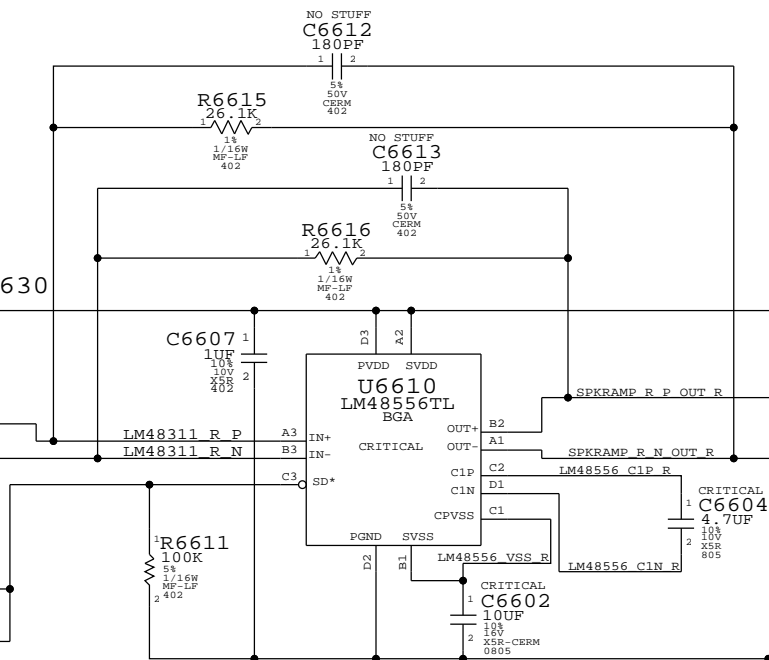 NO STUFF
C6612
180PF
1 2
5%
50V
CERM
402
R6615
26.1K
1 2
1%
1/16W
MF-LF
402
NO STUFF
C6613
180PF
1 2
5%
50V
CERM
402
R6616
26.1K
1 2
1%
1/16W
MF-LF
402
630
C6607
1UF
10%
10V
X5R
402
1
2
D3
A2
PVDD SVDD
U6610
LM48556TL
BGA
CRITICAL
LM48311_R_P
A3
IN+
LM48311_R_N
B3
IN-
C3
SD*
OUT+
B2
SPKRAMP_R_P_OUT_R
OUT-
A1
SPKRAMP_R_N_OUT_R
C1P
C2
LM48556_C1P_R
C1N
D1
CPVSS
C1
PGND SVSS
D2
B1
LM48556_VSS_R
LM48556_C1N_R
CRITICAL
C6604
4.7UF
10%
10V
X5R
805
1
2
1
R6611
100K
5%
1/16W
MF-LF
402
2
CRITICAL
C6602
10UF
10%
16V
X5R-CERM
0805
1
2